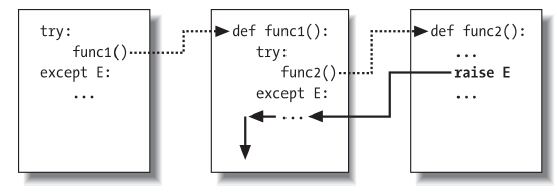 try:
func1()
except E:
...
def func1():
try:
func2()
except E:
...
def func2():
...
raise E
...